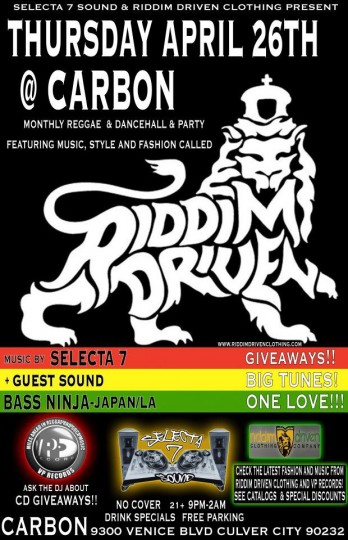 SELECTA 7 SOUND & RIDDIM DRIVEN CLOTHING PRESENT
THURSDAY APRIL 26TH
@ CARBON
MONTHLY REGGAE & DANCEHALL & PARTY
FEATURING MUSIC, STYLE AND FASHION CALLED
RIDDIM
DRIVEN
WWW.RIDDIMDRIVENCLOTHING.COM
MUSIC BY SELECTA 7
GIVEAWAYS!!
+ GUEST SOUND
BIG TUNES!
BASS NINJA-JAPAN/LA
ONE LOVE!!!
VP RECORDS
ASK THE DJ ABOUT
CD GIVEAWAYS!!
SELECTA
7
SOUND
riddim driven
CLOTHING COMPANY
CHECK THE LATEST FASHION AND MUSIC FROM
RIDDIM DRIVEN CLOTHING AND VP RECORDS!
SEE CATALOGS & SPECIAL DISCOUNTS
NO COVER 21+ 9PM-2AM
DRINK SPECIALS FREE PARKING
CARBON 9300 VENICE BLVD CULVER CITY 90232